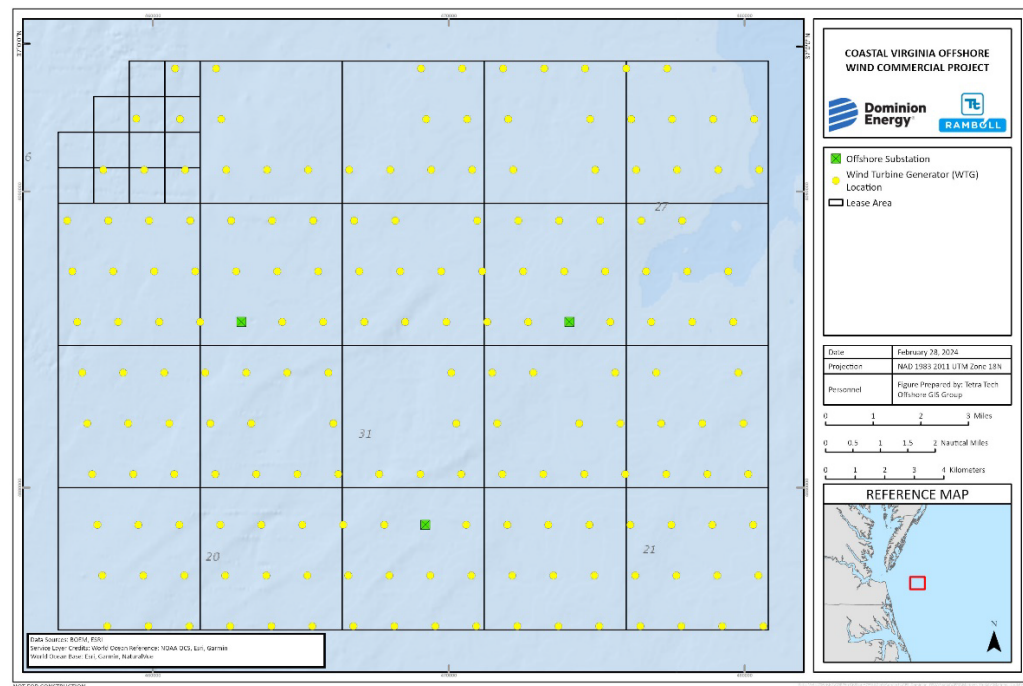 COASTAL VIRGINIA OFFSHORE
WIND COMMERCIAL PROJECT
Dominion
Energy
Tt
RAMBOLL
Offshore Substation
Wind Turbine Generator (WTG)
Location
Lease Area
6
27
31
20
21
Date February 28, 2024
Projection NAD 1983 2011 UTM Zone 18N
Personnel Figure Prepared by: Tetra Tech
Offshore GIS Group
0 1 2 3 Miles
0 0.5 1 1.5 2 Nautical Miles
0 1 2 3 4 Kilometers
REFERENCE MAP
Data Sources: BOEM, ESRI
Service Layer Credits: World Ocean Reference: NOAA OCS, Esri, Garmin
World Ocean Base: Esri, Garmin, NaturalVue
NOT FOR CONSTRUCTION